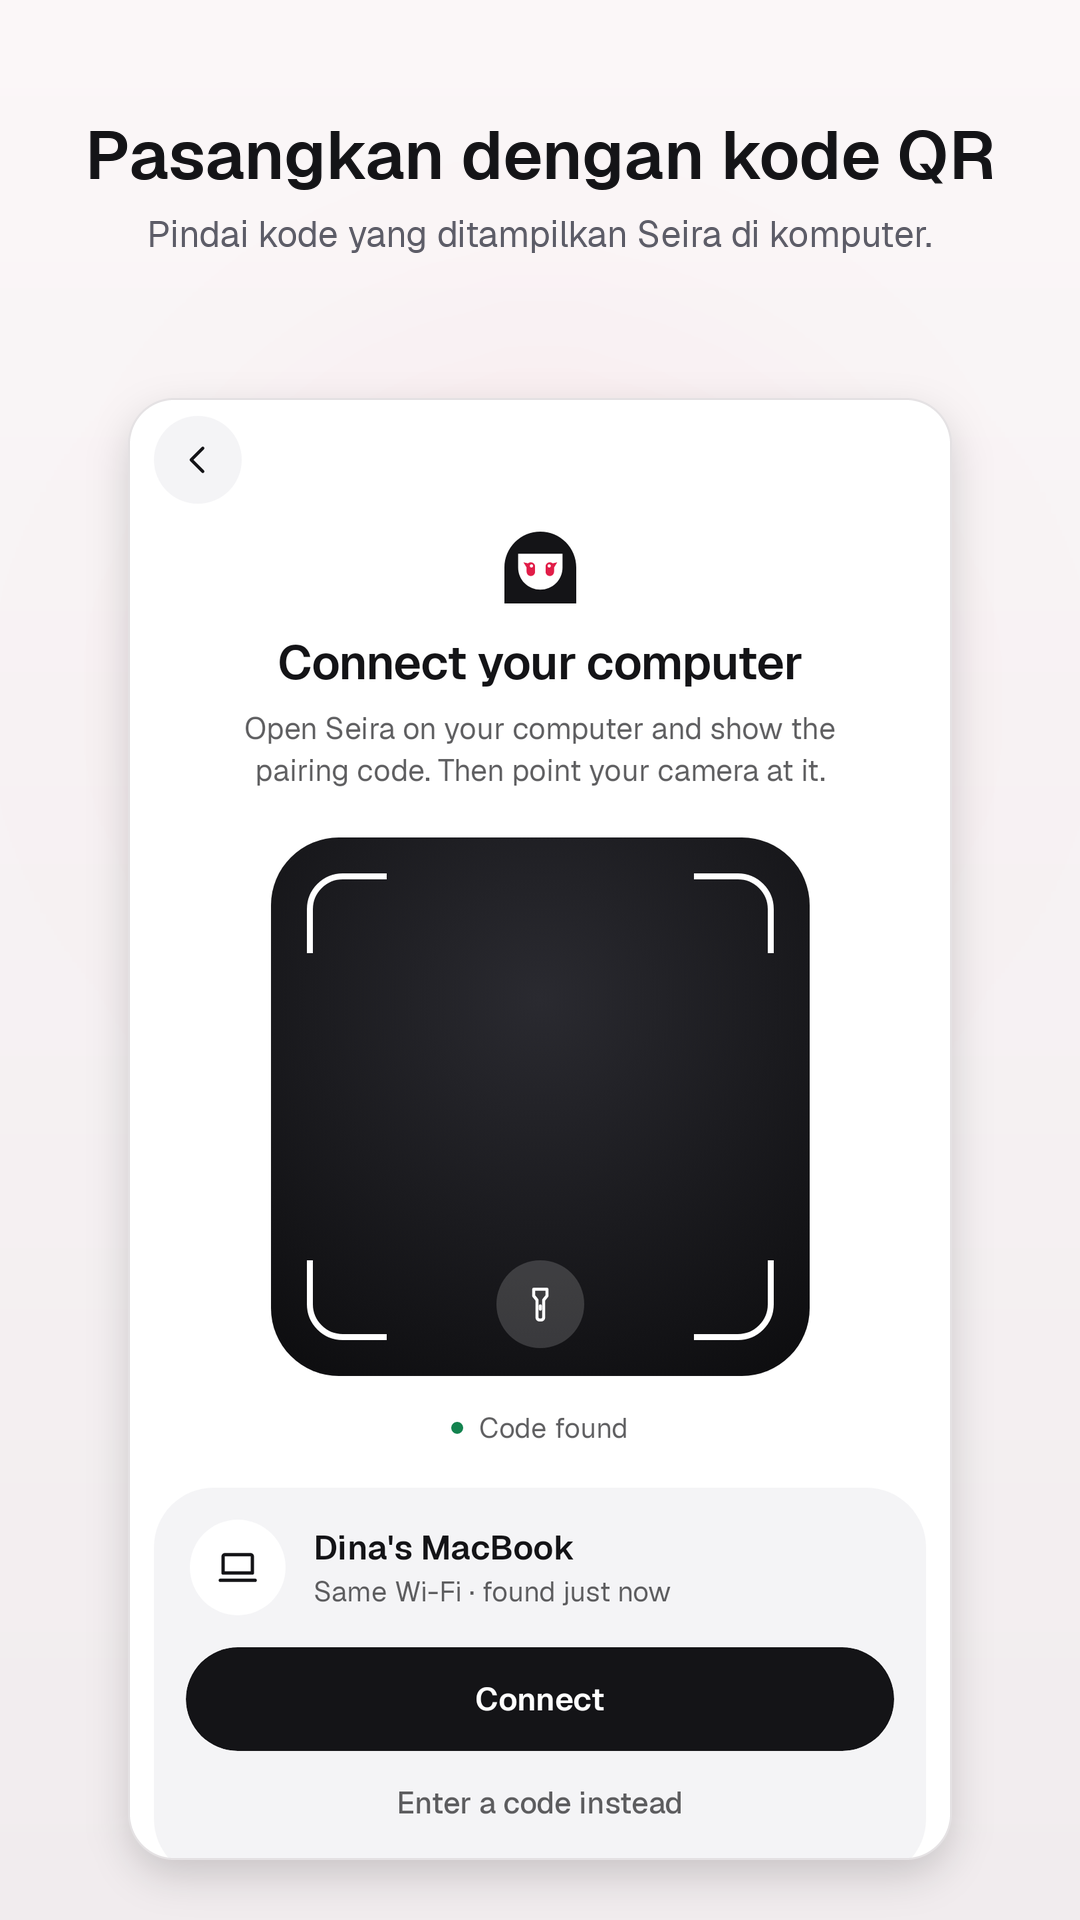 Pasangkan dengan kode QR
Pindai kode yang ditampilkan Seira di komputer.
Connect your computer
Open Seira on your computer and show the
pairing code. Then point your camera at it.
Code found
Dina's MacBook
Same Wi-Fi · found just now
Connect
Enter a code instead